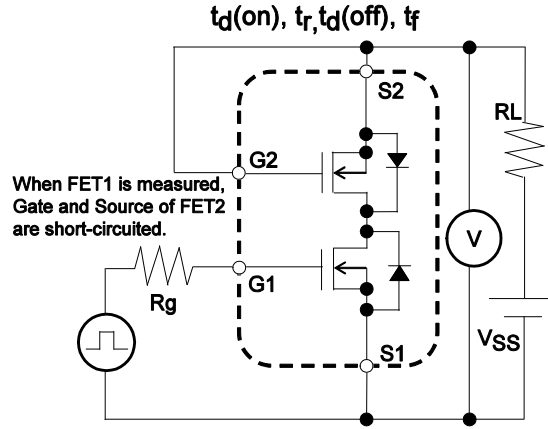 td(on), tr,td(off), tf
S2
RL
G2
When FET1 is measured,
Gate and Source of FET2
are short-circuited.
V
G1
Rg
VSS
S1